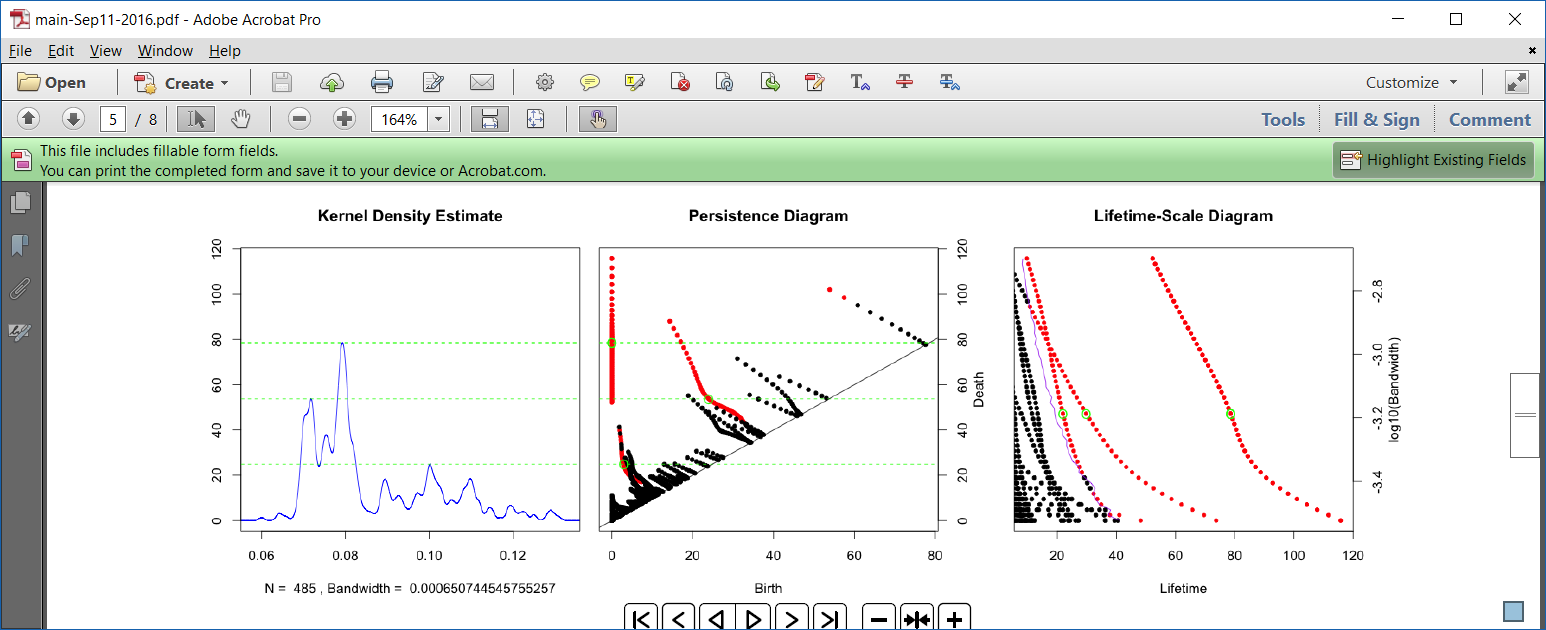 main-Sep11-2016.pdf - Adobe Acrobat Pro
File Edit View Window Help
Open Create Customize
5 / 8 164% Tools Fill & Sign Comment
This file includes fillable form fields.
You can print the completed form and save it to your device or Acrobat.com.
Highlight Existing Fields
Kernel Density Estimate
0 20 40 60 80 100 120
0.06 0.08 0.10 0.12
N = 485 , Bandwidth = 0.000650744545755257
Persistence Diagram
0 20 40 60 80 100 120
Death
0 20 40 60 80
Birth
Lifetime-Scale Diagram
-3.4 -3.2 -3.0 -2.8
log10(Bandwidth)
20 40 60 80 100 120
Lifetime